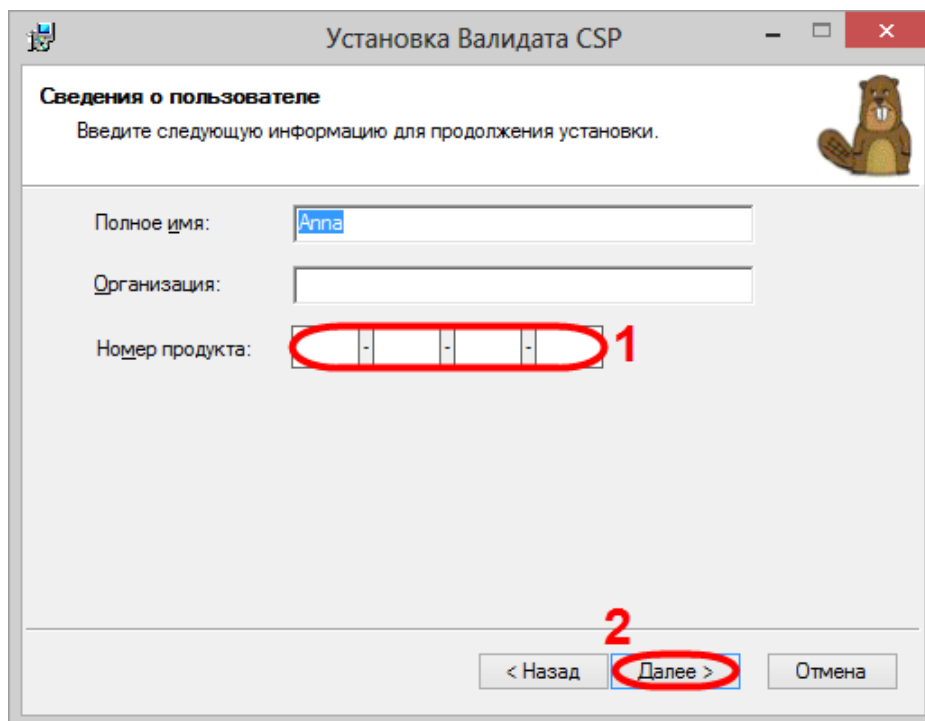 Установка Валидата CSP
Сведения о пользователе
Введите следующую информацию для продолжения установки.
Полное имя: Anna
Организация:
Номер продукта: - - - 1
2
< Назад Далее > Отмена